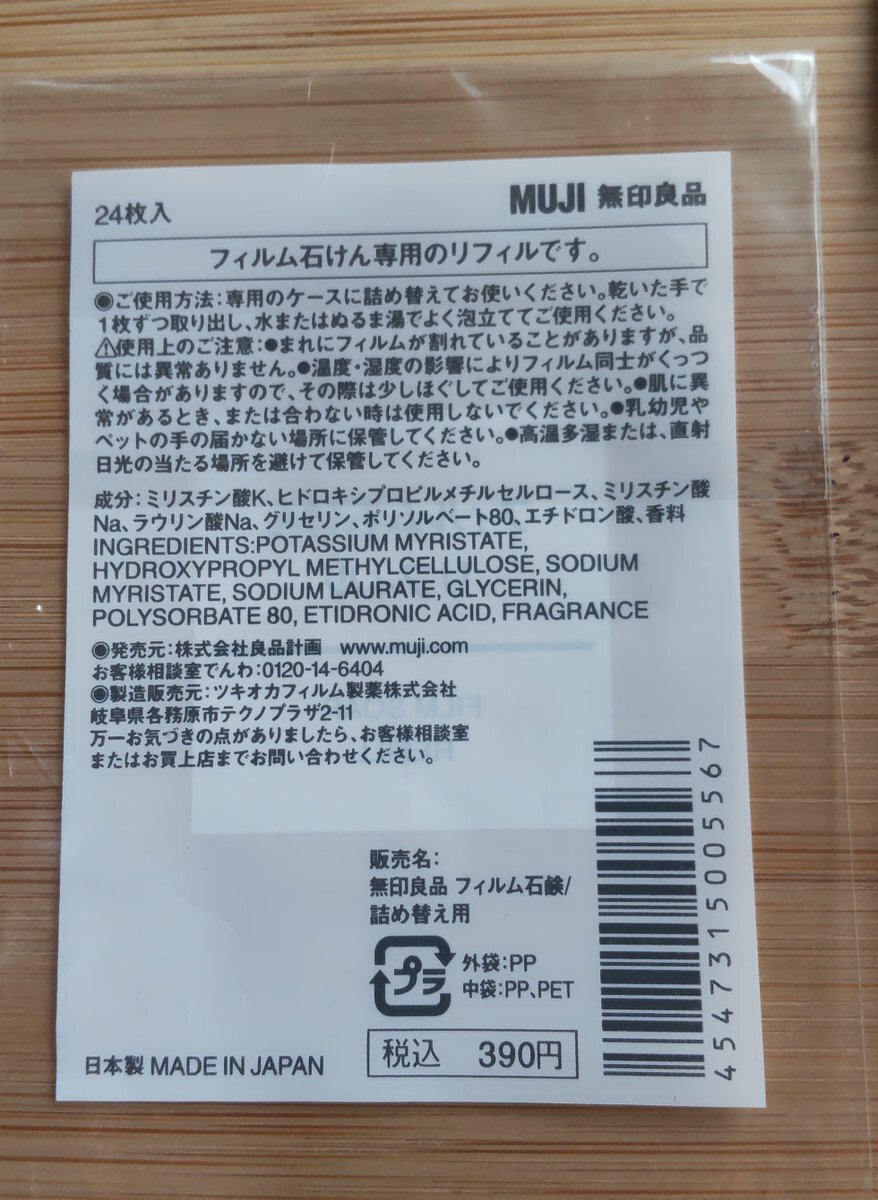 24枚入
MUJI 無印良品
フィルム石けん専用のリフィルです。
◉ご使用方法:専用のケースに詰め替えてお使いください。乾いた手で
1枚ずつ取り出し、水またはぬるま湯でよく泡立ててご使用ください。
⚠使用上のご注意:●まれにフィルムが割れていることがありますが、品
質には異常ありません。●温度・湿度の影響によりフィルム同士がくっつ
く場合がありますので、その際は少しほぐしてご使用ください。●肌に異
常があるとき、または合わない時は使用しないでください。●乳幼児や
ペットの手の届かない場所に保管してください。●高温多湿または、直射
日光の当たる場所を避けて保管してください。
成分:ミリスチン酸K、ヒドロキシプロピルメチルセルロース、ミリスチン酸
Na、ラウリン酸Na、グリセリン、ポリソルベート80、エチドロン酸、香料
INGREDIENTS:POTASSIUM MYRISTATE,
HYDROXYPROPYL METHYLCELLULOSE, SODIUM
MYRISTATE, SODIUM LAURATE, GLYCERIN,
POLYSORBATE 80, ETIDRONIC ACID, FRAGRANCE
◉発売元:株式会社良品計画 www.muji.com
お客様相談室でんわ:0120-14-6404
◉製造販売元:ツキオカフィルム製薬株式会社
岐阜県各務原市テクノプラザ2-11
万一お気づきの点がありましたら、お客様相談室
またはお買上店までお問い合わせください。
販売名:
無印良品 フィルム石鹸/
詰め替え用
プラ
外袋:PP
中袋:PP、PET
税込 390円
日本製 MADE IN JAPAN
4547315005567